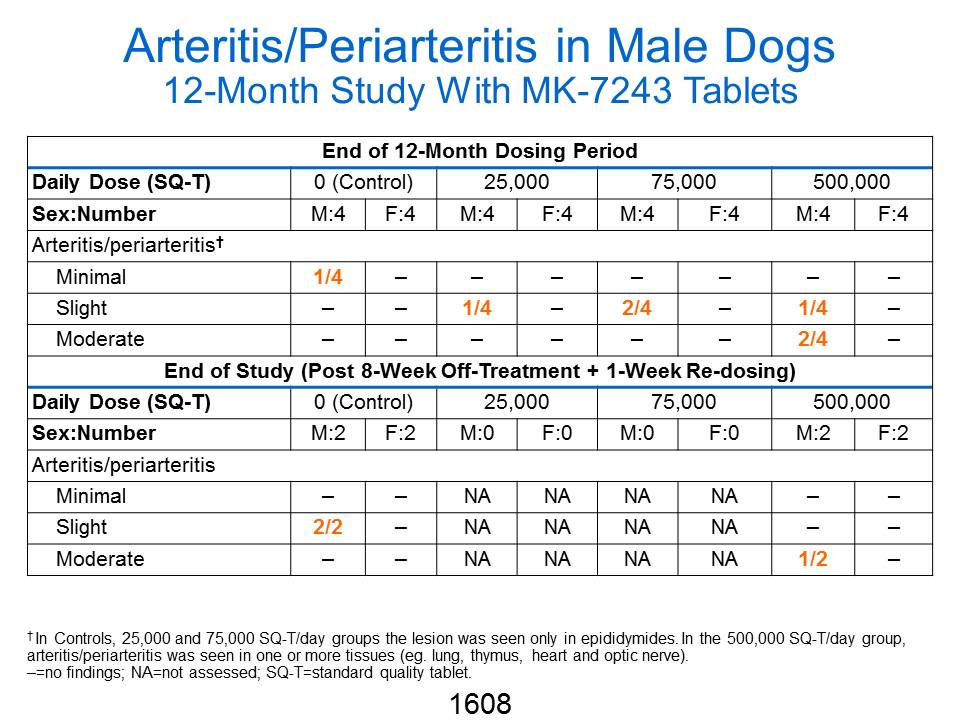 Arteritis/Periarteritis in Male Dogs
12-Month Study With MK-7243 Tablets
End of 12-Month Dosing Period
Daily Dose (SQ-T) 0 (Control) 25,000 75,000 500,000
Sex:Number M:4 F:4 M:4 F:4 M:4 F:4 M:4 F:4
Arteritis/periarteritis†
Minimal 1/4 – – – – – – –
Slight – – 1/4 – 2/4 – 1/4 –
Moderate – – – – – – 2/4 –
End of Study (Post 8-Week Off-Treatment + 1-Week Re-dosing)
Daily Dose (SQ-T) 0 (Control) 25,000 75,000 500,000
Sex:Number M:2 F:2 M:0 F:0 M:0 F:0 M:2 F:2
Arteritis/periarteritis
Minimal – – NA NA NA NA – –
Slight 2/2 – NA NA NA NA – –
Moderate – – NA NA NA NA 1/2 –
†In Controls, 25,000 and 75,000 SQ-T/day groups the lesion was seen only in epididymides. In the 500,000 SQ-T/day group,
arteritis/periarteritis was seen in one or more tissues (eg. lung, thymus, heart and optic nerve).
–=no findings; NA=not assessed; SQ-T=standard quality tablet.
1608